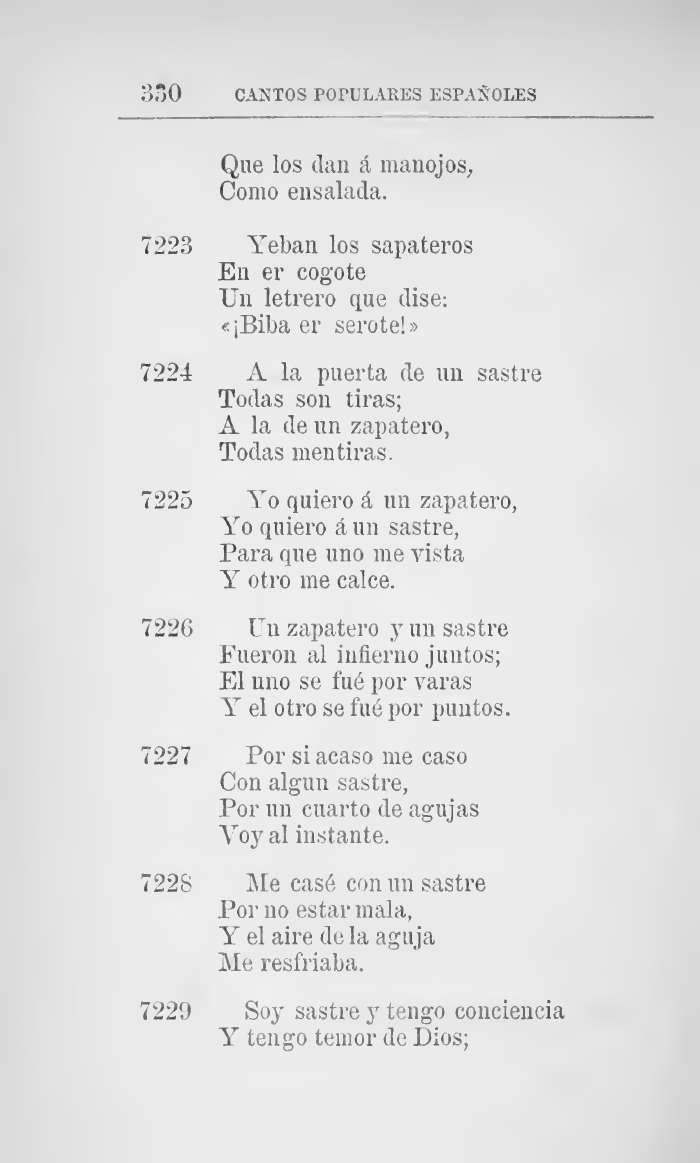 330 CANTOS POPULARES ESPAÑOLES
Que los dan á manojos,
Como ensalada.
7223 Yeban los sapateros
En er cogote
Un letrero que dise:
«¡Biba er serote!»
7224 A la puerta de un sastre
Todas son tiras;
A la de un zapatero,
Todas mentiras.
7225 Yo quiero á un zapatero,
Yo quiero á un sastre,
Para que uno me vista
Y otro me calce.
7226 Un zapatero y un sastre
Fueron al infierno juntos;
El uno se fué por varas
Y el otro se fué por puntos.
7227 Por si acaso me caso
Con algun sastre,
Por un cuarto de agujas
Voy al instante.
7228 Me casé con un sastre
Por no estar mala,
Y el aire de la aguja
Me resfriaba.
7229 Soy sastre y tengo conciencia
Y tengo temor de Dios;